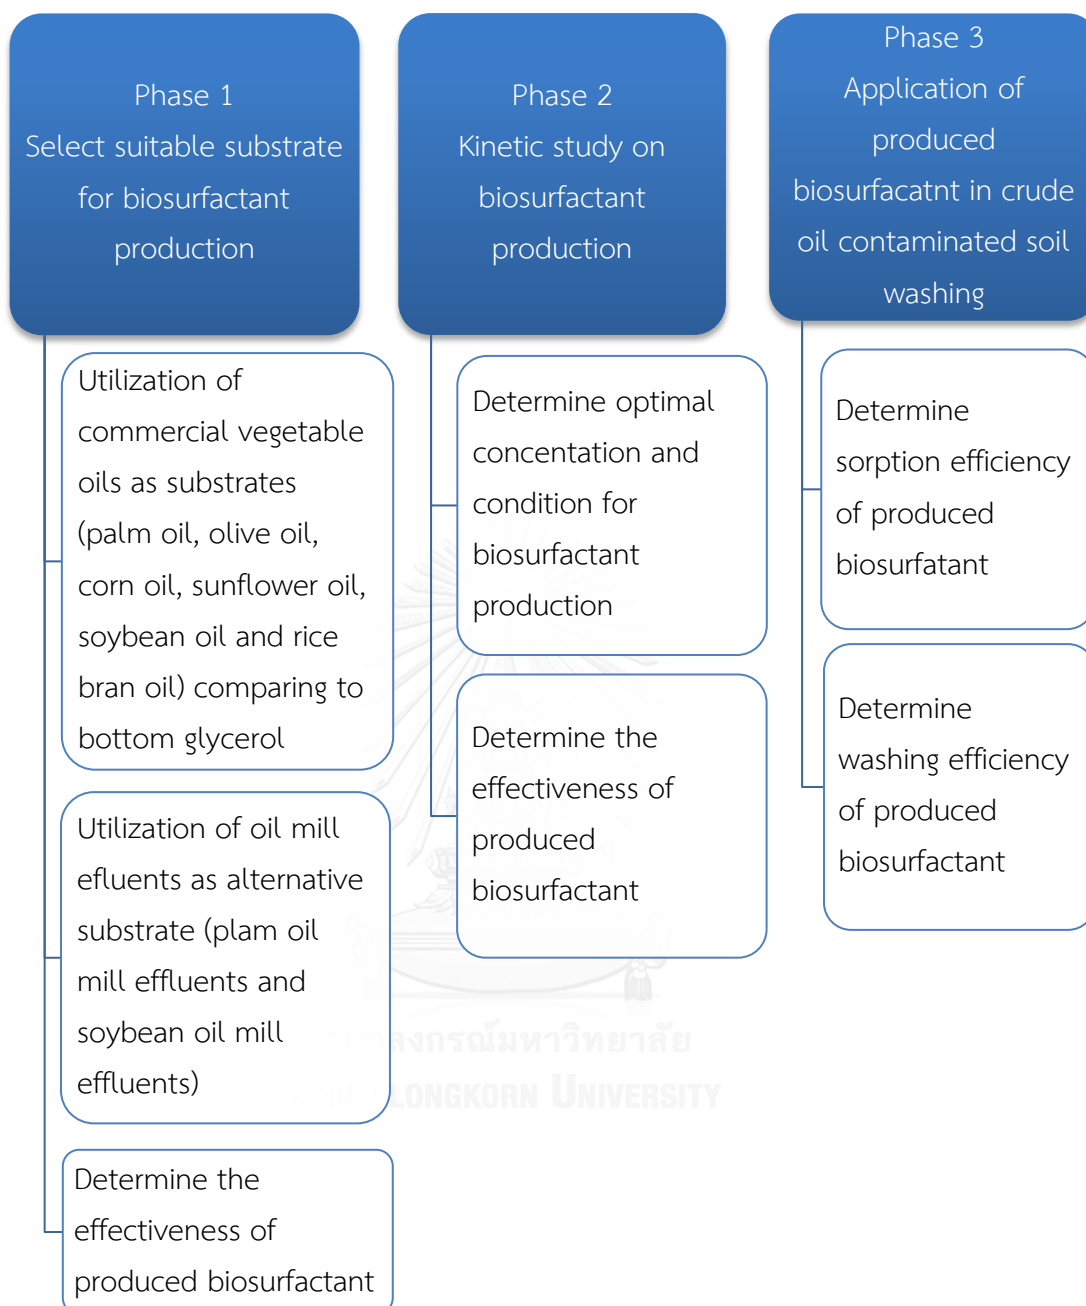 Phase 1
Select suitable substrate
for biosurfactant
production
Utilization of
commercial vegetable
oils as substrates
(palm oil, olive oil,
corn oil, sunflower oil,
soybean oil and rice
bran oil) comparing to
bottom glycerol
Utilization of oil mill
efluents as alternative
substrate (plam oil
mill effluents and
soybean oil mill
effluents)
Determine the
effectiveness of
produced biosurfactant
Phase 2
Kinetic study on
biosurfactant
production
Determine optimal
concentation and
condition for
biosurfactant
production
Determine the
effectiveness of
produced
biosurfactant
Phase 3
Application of
produced
biosurfacatnt in crude
oil contaminated soil
washing
Determine
sorption efficiency
of produced
biosurfatant
Determine
washing efficiency
of produced
biosurfactant
UNIVERSITY